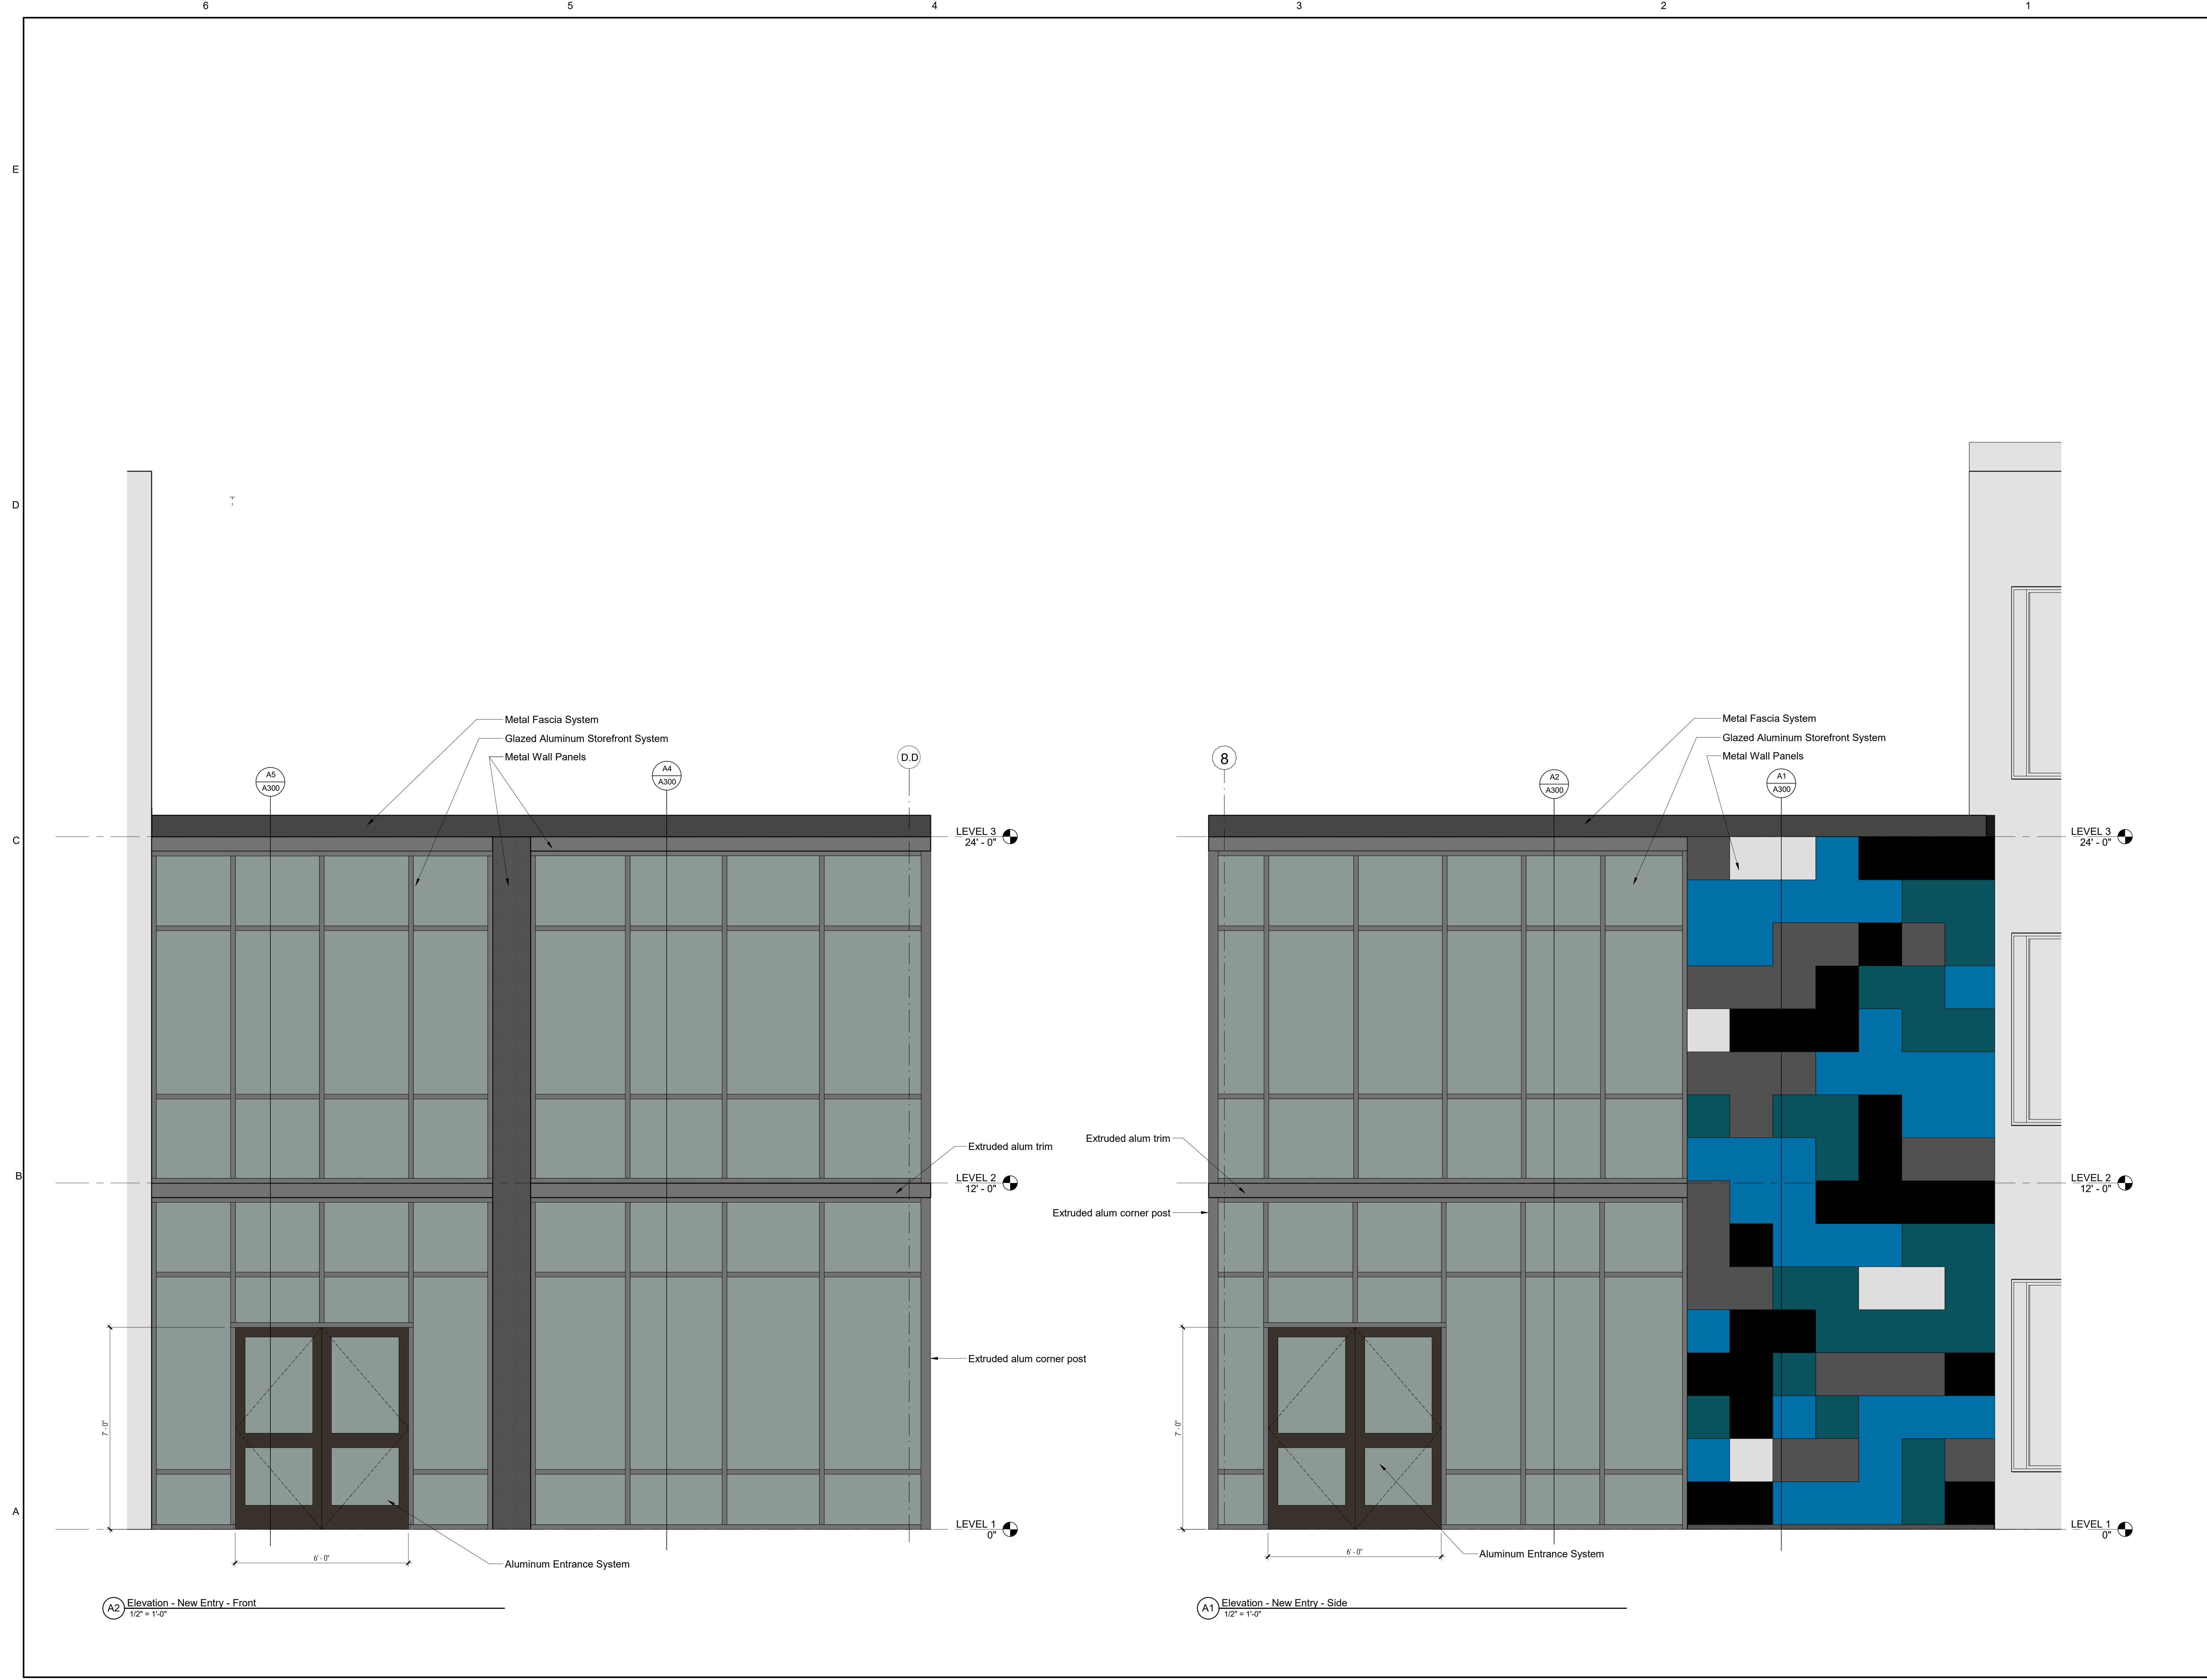 6 5 4 3 2 1
E
D
C
B
A
Metal Fascia System
Glazed Aluminum Storefront System
Metal Wall Panels
A5
A300
A4
A300
D.D
LEVEL 3
24' - 0"
Extruded alum trim
LEVEL 2
12' - 0"
Extruded alum corner post
7' - 0"
LEVEL 1
0"
6' - 0"
Aluminum Entrance System
A2 Elevation - New Entry - Front
1/2" = 1'-0"
Metal Fascia System
Glazed Aluminum Storefront System
Metal Wall Panels
8
A2
A300
A1
A300
LEVEL 3
24' - 0"
Extruded alum trim
LEVEL 2
12' - 0"
Extruded alum corner post
7' - 0"
LEVEL 1
0"
6' - 0"
Aluminum Entrance System
A1 Elevation - New Entry - Side
1/2" = 1'-0"